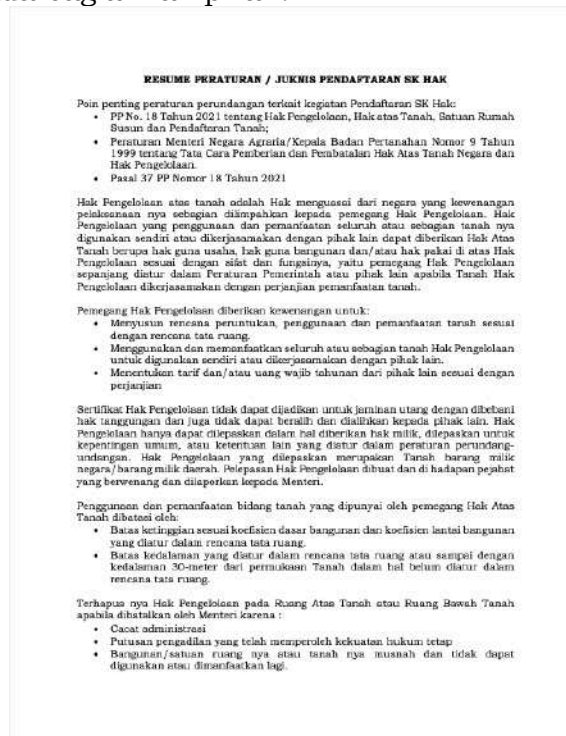 RESUME PERATURAN / JUKNIS PENDAFTARAN SK HAK
Poin penting peraturan perundangan terkait kegiatan Pendaftaran SK Hak:
• PP No. 18 Tahun 2021 tentang Hak Pengelolaan, Hak atas Tanah, Satuan Rumah
Susun dan Pendaftaran Tanah;
• Peraturan Menteri Negara Agraria/Kepala Badan Pertanahan Nomor 9 Tahun
1999 tentang Tata Cara Pemberian dan Pembatalan Hak Atas Tanah Negara dan
Hak Pengelolaan.
• Pasal 37 PP Nomor 18 Tahun 2021
Hak Pengelolaan atas tanah adalah Hak menguasai dari negara yang kewenangan
pelaksanaan nya sebagian dilimpahkan kepada pemegang Hak Pengelolaan. Hak
Pengelolaan yang penggunaan dan pemanfaatan seluruh atau sebagian tanah nya
digunakan sendiri atau dikerjasamakan dengan pihak lain dapat diberikan Hak Atas
Tanah berupa hak guna usaha, hak guna bangunan dan/atau hak pakai di atas Hak
Pengelolaan sesuai dengan sifat dan fungsinya, yaitu pemegang Hak Pengelolaan
sepanjang diatur dalam Peraturan Pemerintah atau pihak lain apabila Tanah Hak
Pengelolaan dikerjasamakan dengan perjanjian pemanfaatan tanah.
Pemegang Hak Pengelolaan diberikan kewenangan untuk:
• Menyusun rencana peruntukan, penggunaan dan pemanfaatan tanah sesuai
dengan rencana tata ruang.
• Menggunakan dan memanfaatkan seluruh atau sebagian tanah Hak Pengelolaan
untuk digunakan sendiri atau dikerjasamakan dengan pihak lain.
• Menentukan tarif dan/atau uang wajib tahunan dari pihak lain sesuai dengan
perjanjian
Sertifikat Hak Pengelolaan tidak dapat dijadikan untuk jaminan utang dengan dibebani
hak tanggungan dan juga tidak dapat beralih dan dialihkan kepada pihak lain. Hak
Pengelolaan hanya dapat dilepaskan dalam hal diberikan hak milik, dilepaskan untuk
kepentingan umum, atau ketentuan lain yang diatur dalam peraturan perundang-
undangan. Hak Pengelolaan yang dilepaskan merupakan Tanah barang milik
negara/barang milik daerah. Pelepasan Hak Pengelolaan dibuat dan di hadapan pejabat
yang berwenang dan dilaporkan kepada Menteri.
Penggunaan dan pemanfaatan bidang tanah yang dipunyai oleh pemegang Hak Atas
Tanah dibatasi oleh:
• Batas ketinggian sesuai koefisien dasar bangunan dan koefisien lantai bangunan
yang diatur dalam rencana tata ruang.
• Batas kedalaman yang diatur dalam rencana tata ruang atau sampai dengan
kedalaman 30-meter dari permukaan Tanah dalam hal belum diatur dalam
rencana tata ruang.
Terhapus nya Hak Pengelolaan pada Ruang Atas Tanah atau Ruang Bawah Tanah
apabila dibatalkan oleh Menteri karena :
• Cacat administrasi
• Putusan pengadilan yang telah memperoleh kekuatan hukum tetap
• Bangunan/satuan ruang nya atau tanah nya musnah dan tidak dapat
digunakan atau dimanfaatkan lagi.